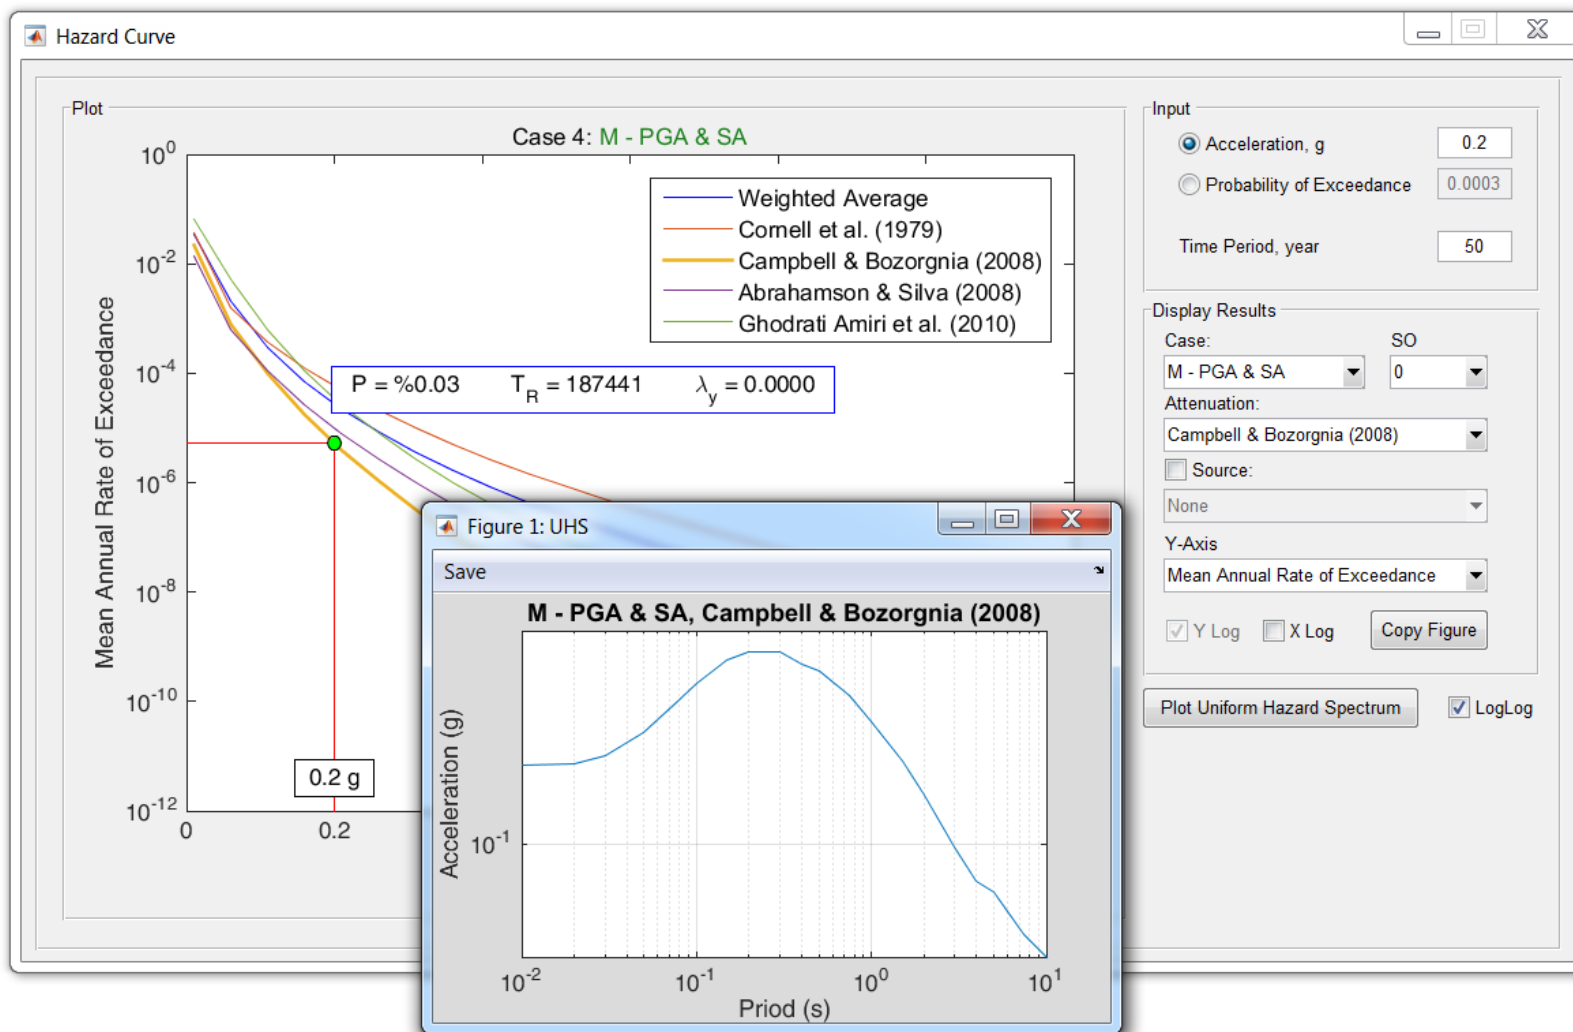 Hazard Curve
Plot
Case 4: M - PGA & SA
10^0
10^-2
10^-4
10^-6
10^-8
10^-10
10^-12
Mean Annual Rate of Exceedance
Weighted Average
Cornell et al. (1979)
Campbell & Bozorgnia (2008)
Abrahamson & Silva (2008)
Ghodrati Amiri et al. (2010)
P = %0.03 T_R = 187441 λ_y = 0.0000
0.2 g
0 0.2
Input
Acceleration, g 0.2
Probability of Exceedance 0.0003
Time Period, year 50
Display Results
Case: SO
M - PGA & SA 0
Attenuation:
Campbell & Bozorgnia (2008)
Source:
None
Y-Axis
Mean Annual Rate of Exceedance
Y Log X Log Copy Figure
Plot Uniform Hazard Spectrum LogLog
Figure 1: UHS
Save
M - PGA & SA, Campbell & Bozorgnia (2008)
Acceleration (g)
10^-1
10^-2 10^-1 10^0 10^1
Priod (s)